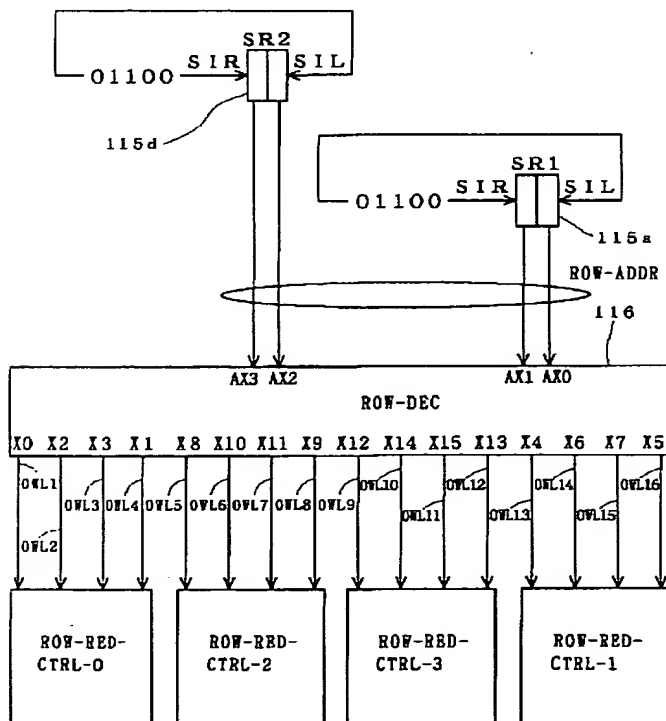 SR2
01100 SIR SIL
115d
SR1
01100 SIR SIL
115a
ROW-ADDR
116
AX3 AX2 AX1 AX0
ROW-DEC
X0 X2 X3 X1 X8 X10 X11 X9 X12 X14 X15 X13 X4 X6 X7 X5
OWL1 OWL3 OWL4 OWL5 OWL6 OWL7 OWL8 OWL9 OWL10 OWL11 OWL12 OWL13 OWL14 OWL15 OWL16
OWL2
ROW-RED-
CTRL-0
ROW-RED-
CTRL-2
ROW-RED-
CTRL-3
ROW-RED-
CTRL-1